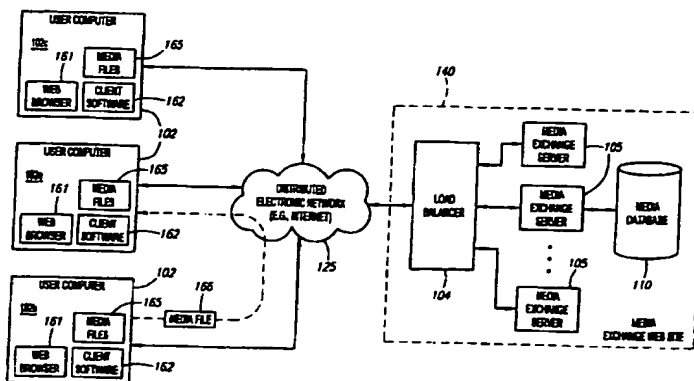 USER COMPUTER
161
MEDIA
FILES
165
WEB
BROWSER
CLIENT
SOFTWARE
162
102
USER COMPUTER
161
MEDIA
FILES
165
WEB
BROWSER
CLIENT
SOFTWARE
162
USER COMPUTER
102
161
MEDIA
FILES
165
MEDIA FILE
166
WEB
BROWSER
CLIENT
SOFTWARE
162
DISTRIBUTED
ELECTRONIC NETWORK
(E.G., INTERNET)
125
140
LOAD
BALANCER
104
MEDIA
EXCHANGE
SERVER
105
MEDIA
EXCHANGE
SERVER
105
MEDIA
EXCHANGE
SERVER
MEDIA
DATABASE
110
MEDIA
EXCHANGE WEB SITE